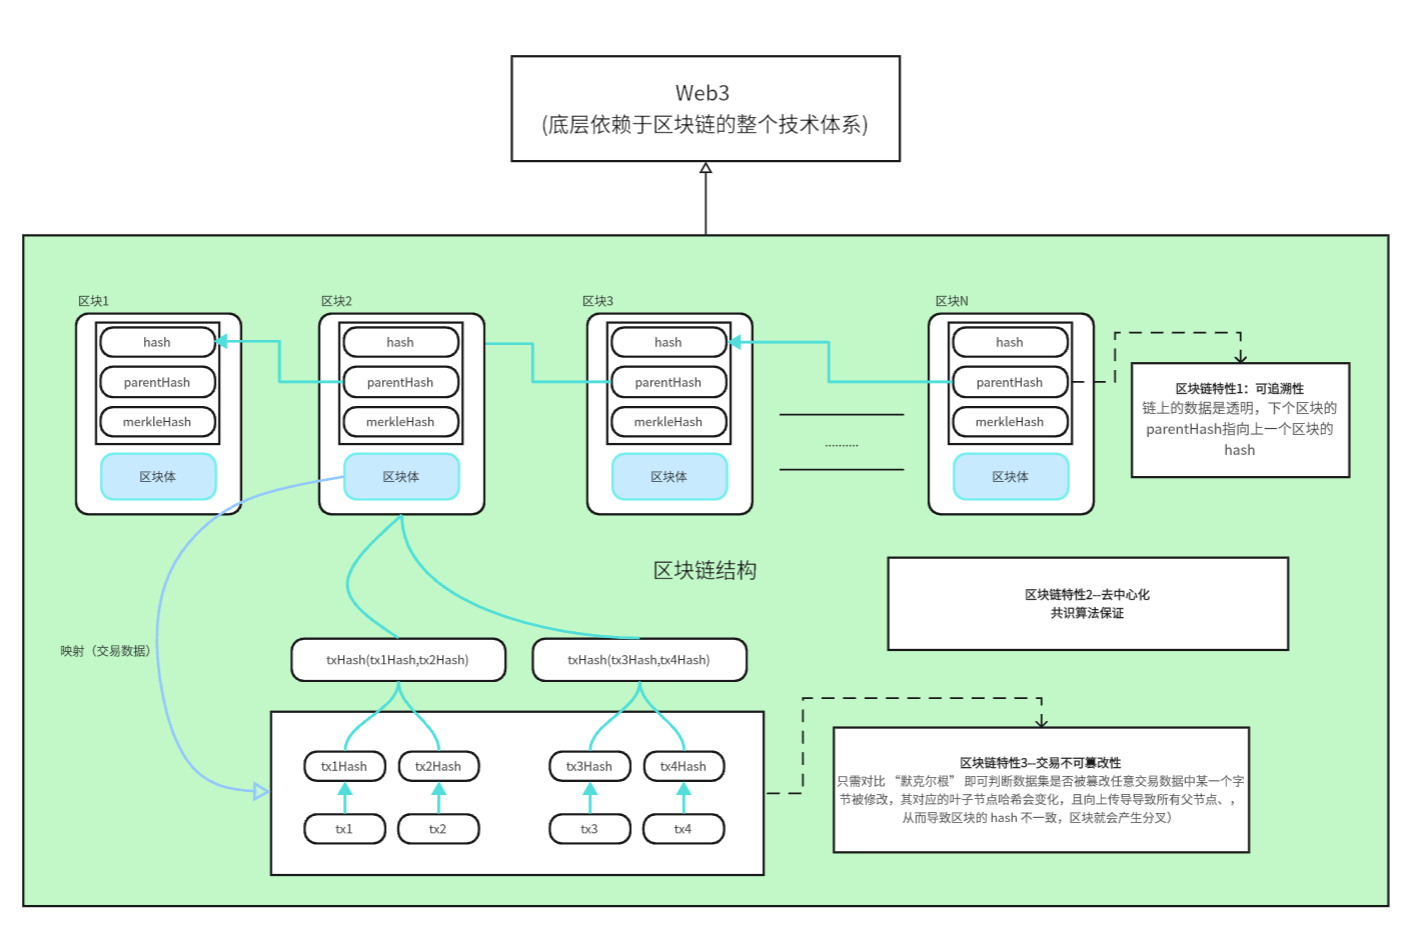 Web3
(底层依赖于区块链的整个技术体系)
区块1
区块2
区块3
区块N
hash
parentHash
merkleHash
区块体
hash
parentHash
merkleHash
区块体
hash
parentHash
merkleHash
区块体
..........
hash
parentHash
merkleHash
区块体
区块链特性1：可追溯性
链上的数据是透明，下个区块的
parentHash指向上一个区块的
hash
区块链结构
区块链特性2--去中心化
共识算法保证
映射（交易数据）
txHash(tx1Hash,tx2Hash)
txHash(tx3Hash,tx4Hash)
tx1Hash
tx2Hash
tx3Hash
tx4Hash
tx1
tx2
tx3
tx4
区块链特性3--交易不可篡改性
只需对比 “默克尔根” 即可判断数据集是否被篡改任意交易数据中某一个字
节被修改，其对应的叶子节点哈希会变化，且向上传导导致所有父节点、，
从而导致区块的 hash 不一致，区块就会产生分叉）